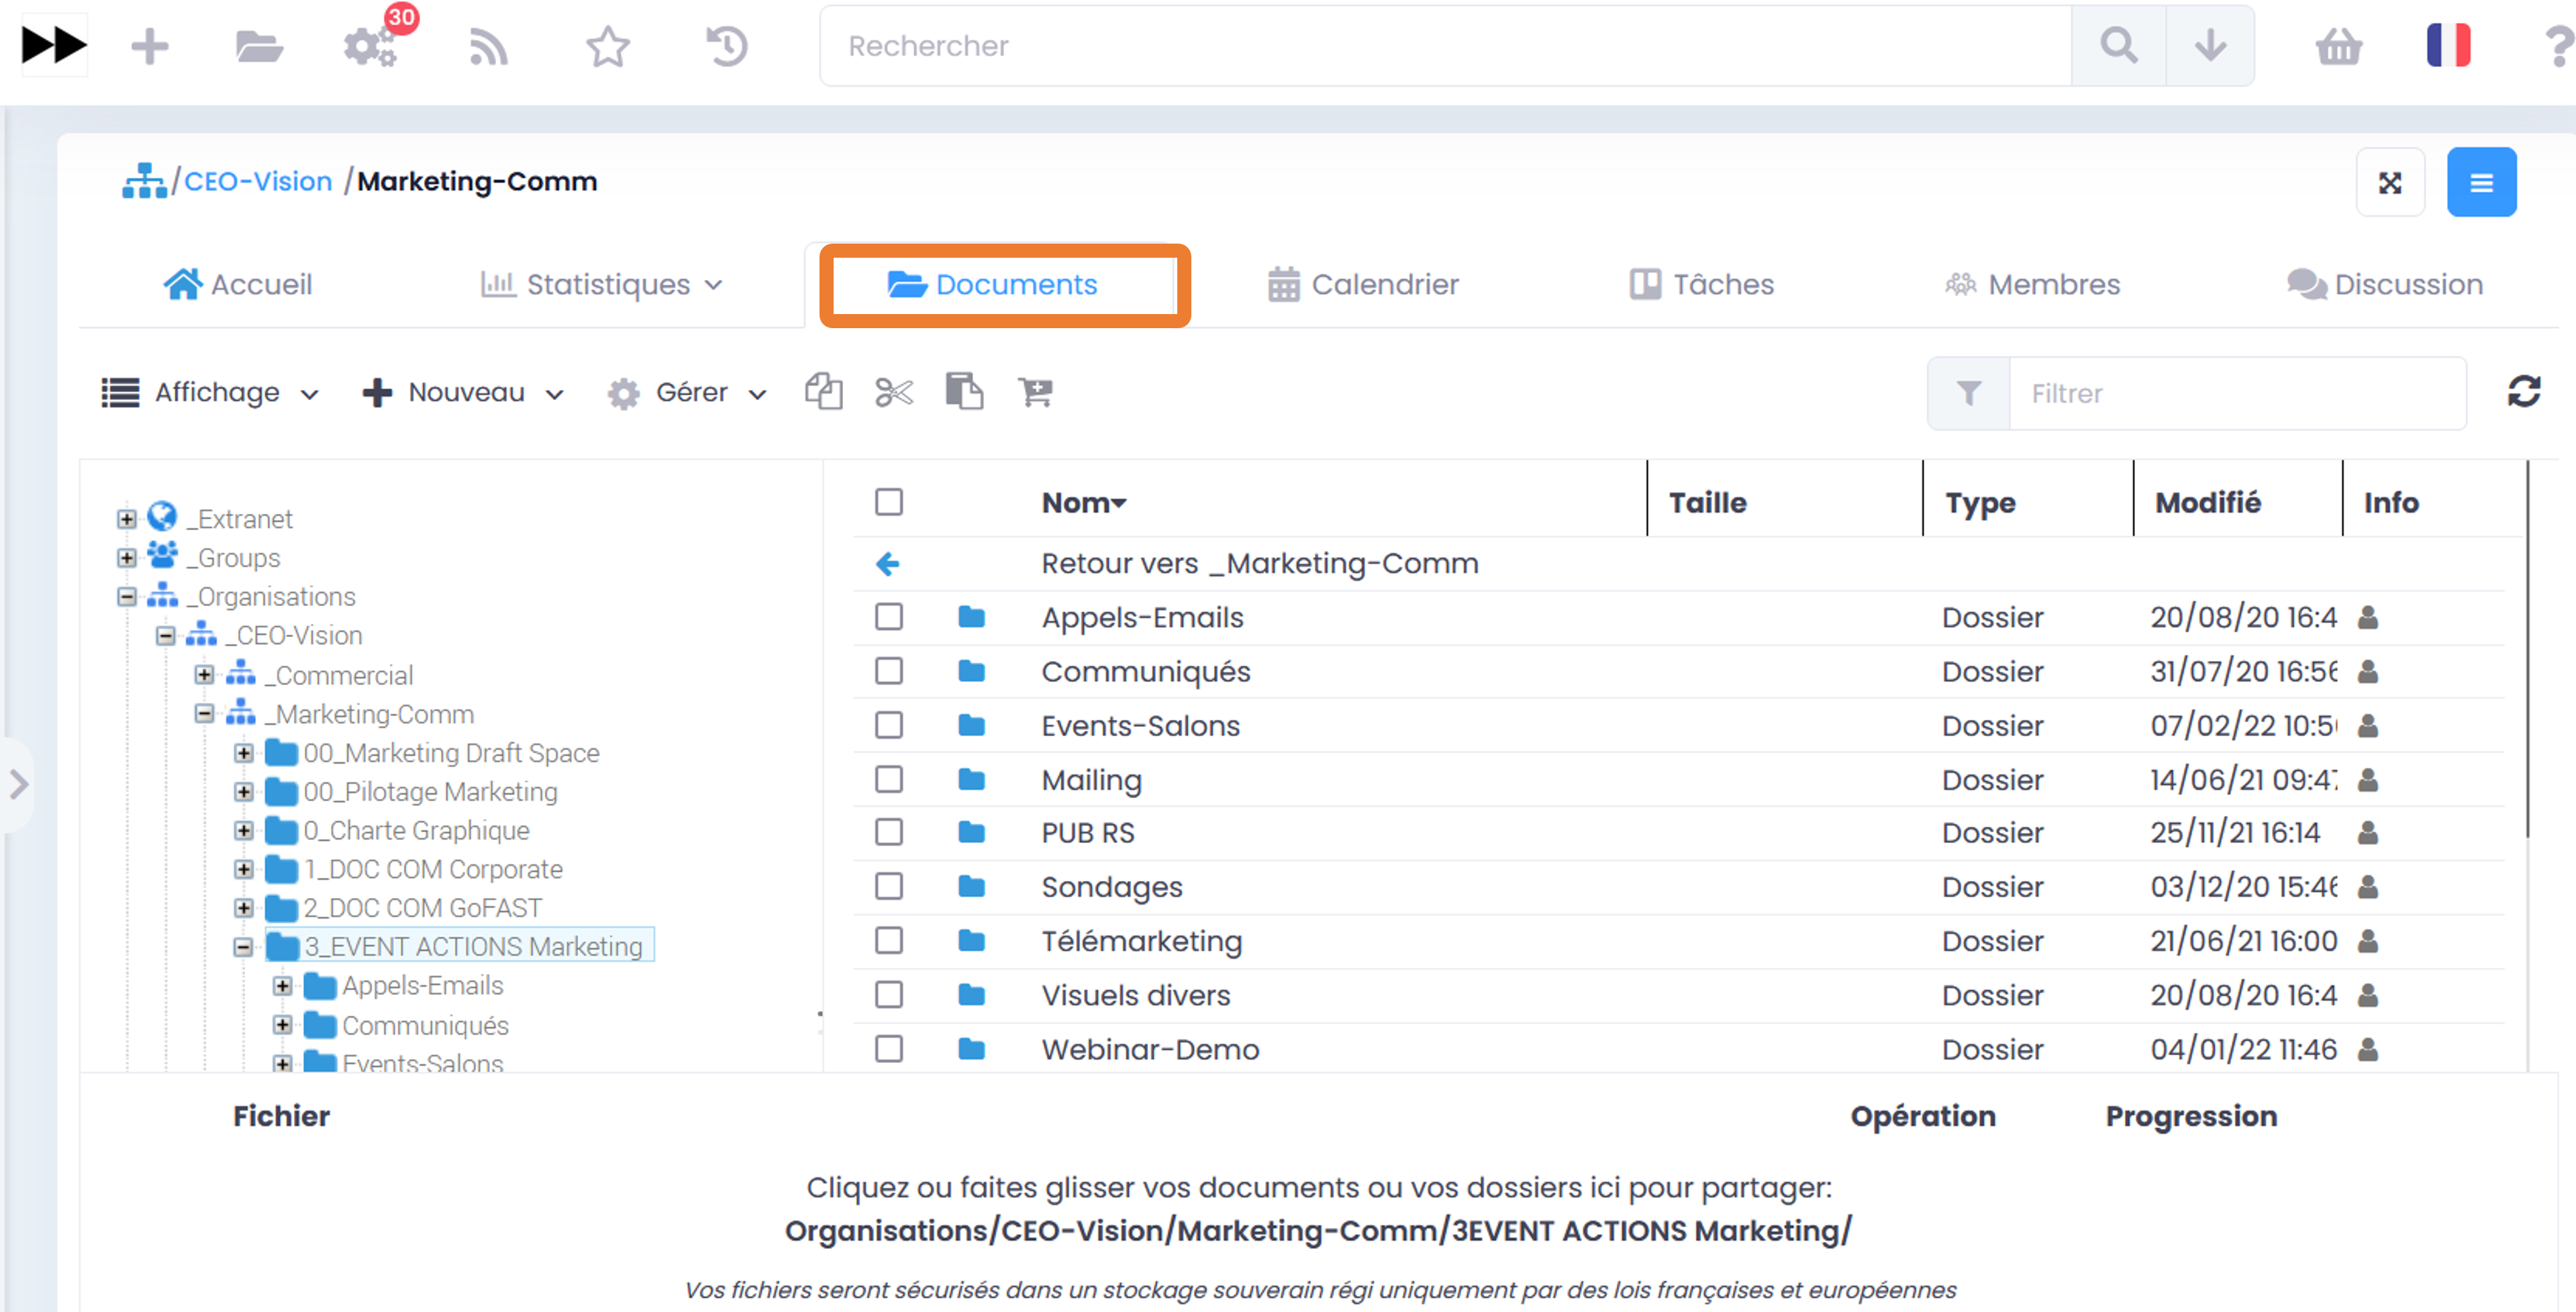 30
Rechercher
/CEO-Vision /Marketing-Comm
Accueil Statistiques Documents Calendrier Tâches Membres Discussion
Affichage Nouveau Gérer Filtrer
_Extranet
_Groups
_Organisations
_CEO-Vision
_Commercial
_Marketing-Comm
00_Marketing Draft Space
00_Pilotage Marketing
0_Charte Graphique
1_DOC COM Corporate
2_DOC COM GoFAST
3_EVENT ACTIONS Marketing
Appels-Emails
Communiqués
Events-Salons
Nom Taille Type Modifié Info
Retour vers _Marketing-Comm
Appels-Emails Dossier 20/08/20 16:4
Communiqués Dossier 31/07/20 16:56
Events-Salons Dossier 07/02/22 10:5
Mailing Dossier 14/06/21 09:47
PUB RS Dossier 25/11/21 16:14
Sondages Dossier 03/12/20 15:46
Télémarketing Dossier 21/06/21 16:00
Visuels divers Dossier 20/08/20 16:4
Webinar-Demo Dossier 04/01/22 11:46
Fichier Opération Progression
Cliquez ou faites glisser vos documents ou vos dossiers ici pour partager:
Organisations/CEO-Vision/Marketing-Comm/3EVENT ACTIONS Marketing/
Vos fichiers seront sécurisés dans un stockage souverain régi uniquement par des lois françaises et européennes